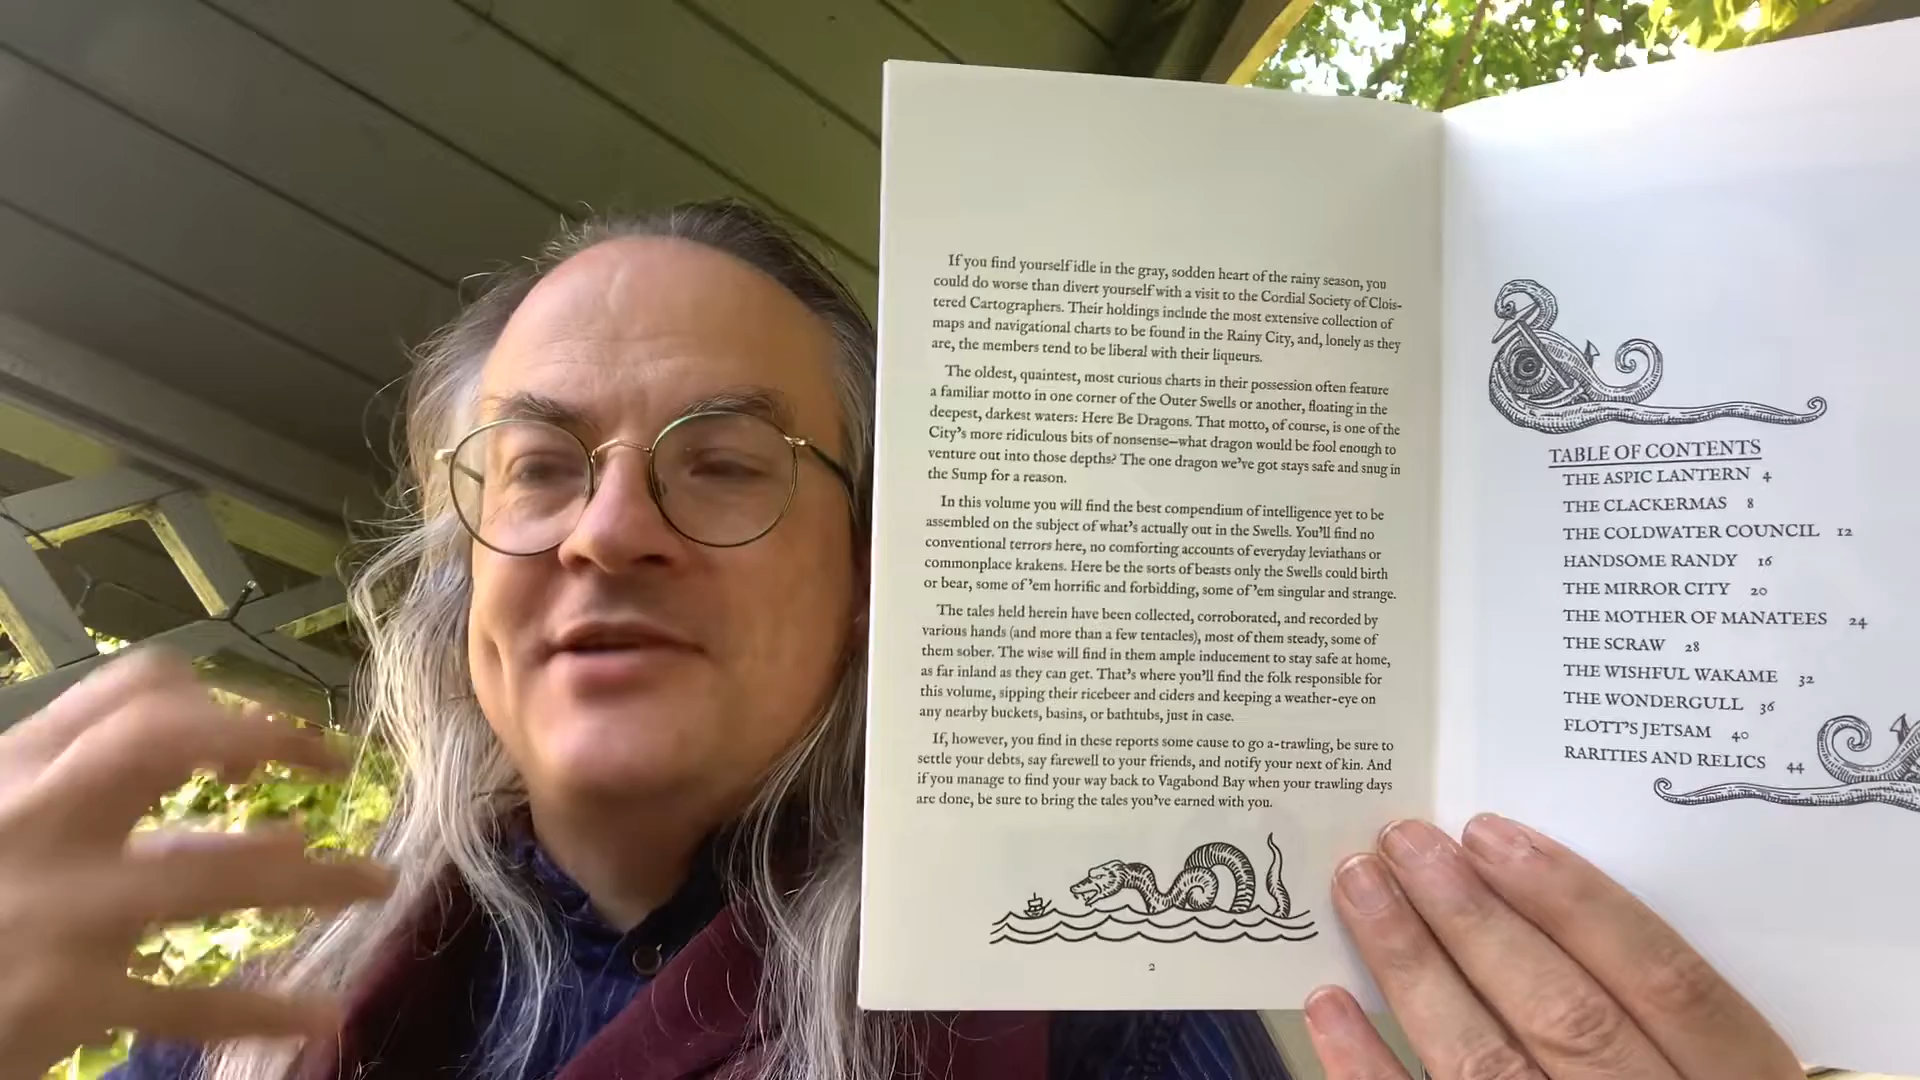 If you find yourself idle in the gray, sodden heart of the rainy season, you
could do worse than divert yourself with a visit to the Cordial Society of Clois-
tered Cartographers. Their holdings include the most extensive collection of
maps and navigational charts to be found in the Rainy City, and, lonely as they
are, the members tend to be liberal with their liqueurs.
The oldest, quaintest, most curious charts in their possession often feature
a familiar motto in one corner of the Outer Swells or another, floating in the
deepest, darkest waters: Here Be Dragons. That motto, of course, is one of the
City's more ridiculous bits of nonsense—what dragon would be fool enough to
venture out into those depths? The one dragon we've got stays safe and snug in
the Sump for a reason.
In this volume you will find the best compendium of intelligence yet to be
assembled on the subject of what's actually out in the Swells. You'll find no
conventional terrors here, no comforting accounts of everyday leviathans or
commonplace krakens. Here be the sorts of beasts only the Swells could birth
or bear, some of 'em horrific and forbidding, some of 'em singular and strange.
The tales held herein have been collected, corroborated, and recorded by
various hands (and more than a few tentacles), most of them steady, some of
them sober. The wise will find in them ample inducement to stay safe at home,
as far inland as they can get. That's where you'll find the folk responsible for
this volume, sipping their ricebeer and ciders and keeping a weather-eye on
any nearby buckets, basins, or bathtubs, just in case.
If, however, you find in these reports some cause to go a-trawling, be sure to
settle your debts, say farewell to your friends, and notify your next of kin. And
if you manage to find your way back to Vagabond Bay when your trawling days
are done, be sure to bring the tales you've earned with you.
2
TABLE OF CONTENTS
THE ASPIC LANTERN 4
THE CLACKERMAS 8
THE COLDWATER COUNCIL 12
HANDSOME RANDY 16
THE MIRROR CITY 20
THE MOTHER OF MANATEES 24
THE SCRAW 28
THE WISHFUL WAKAME 32
THE WONDERGULL 36
FLOTT'S JETSAM 40
RARITIES AND RELICS 44